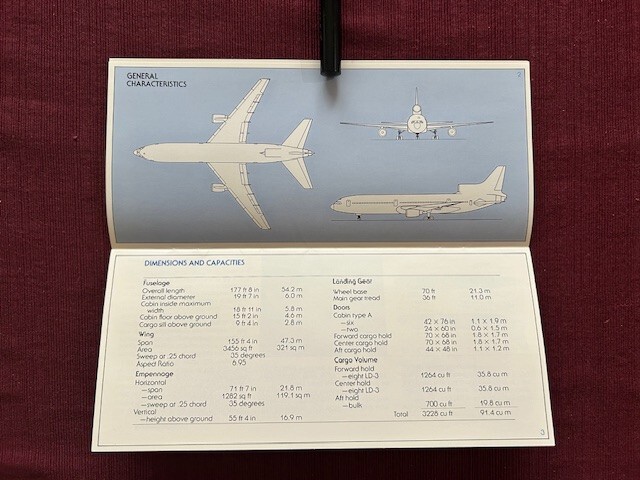 GENERAL
CHARACTERISTICS
2
DIMENSIONS AND CAPACITIES
Fuselage
Overall length 177 ft 8 in 54.2 m
External diameter 19 ft 7 in 6.0 m
Cabin inside maximum
width 18 ft 11 in 5.8 m
Cabin floor above ground 15 ft 2 in 4.6 m
Cargo sill above ground 9 ft 4 in 2.8 m
Wing
Span 155 ft 4 in 47.3 m
Area 3456 sq ft 321 sq m
Sweep at .25 chord 35 degrees
Aspect Ratio 6.95
Empennage
Horizontal
—span 71 ft 7 in 21.8 m
—area 1282 sq ft 119.1 sq m
—sweep at .25 chord 35 degrees
Vertical
—height above ground 55 ft 4 in 16.9 m
Landing Gear
Wheel base 70 ft 21.3 m
Main gear tread 36 ft 11.0 m
Doors
Cabin type A
—six 42 × 76 in 1.1 × 1.9 m
—two 24 × 60 in 0.6 × 1.5 m
Forward cargo hold 70 × 68 in 1.8 × 1.7 m
Center cargo hold 70 × 68 in 1.8 × 1.7 m
Aft cargo hold 44 × 48 in 1.1 × 1.2 m
Cargo Volume
Forward hold
—eight LD-3 1264 cu ft 35.8 cu m
Center hold
—eight LD-3 1264 cu ft 35.8 cu m
Aft hold
—bulk 700 cu ft 19.8 cu m
Total 3228 cu ft 91.4 cu m
3